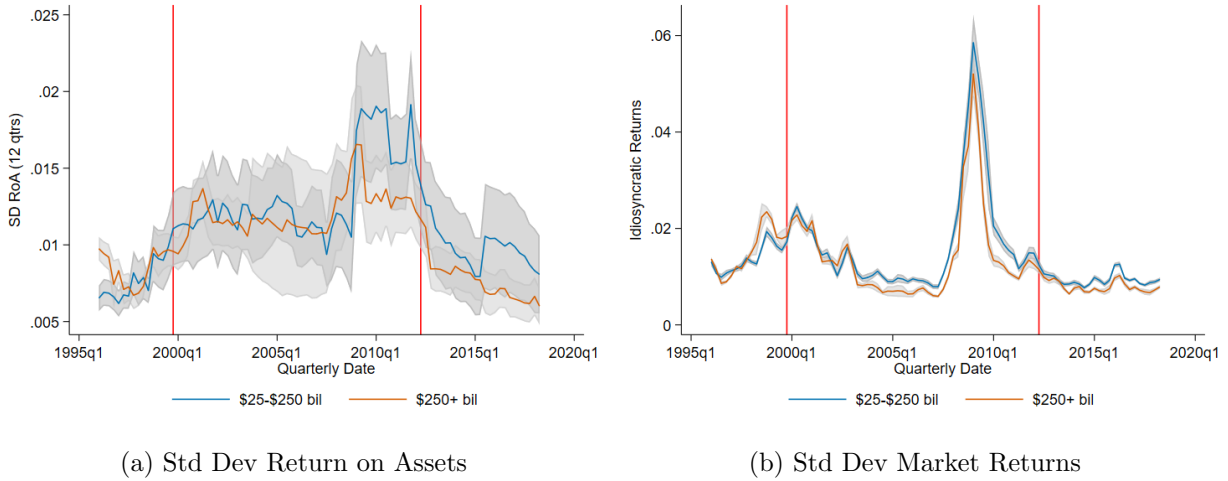 .025
.02
.015
.01
.005
SD RoA (12 qtrs)
1995q1 2000q1 2005q1 2010q1 2015q1 2020q1
Quarterly Date
$25-$250 bil $250+ bil
(a) Std Dev Return on Assets
.06
.04
.02
0
Idiosyncratic Returns
1995q1 2000q1 2005q1 2010q1 2015q1 2020q1
Quarterly Date
$25-$250 bil $250+ bil
(b) Std Dev Market Returns